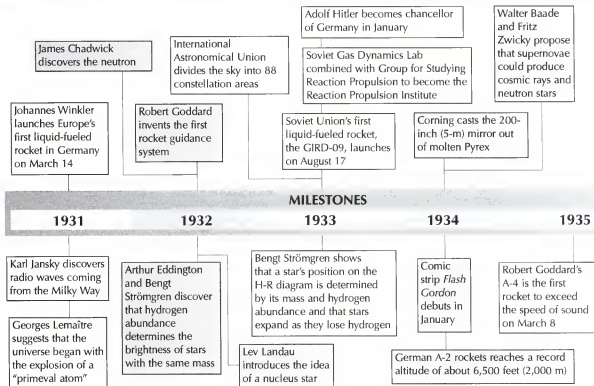 Adolf Hitler becomes chancellor
of Germany in January
Walter Baade
and Fritz
Zwicky propose
that supernovae
could produce
cosmic rays and
neutron stars
James Chadwick
discovers the neutron
International
Astronomical Union
divides the sky into 88
constellation areas
Soviet Gas Dynamics Lab
combined with Group for Studying
Reaction Propulsion to become the
Reaction Propulsion Institute
Johannes Winkler
launches Europe's
first liquid-fueled
rocket in Germany
on March 14
Robert Goddard
invents the first
rocket guidance
system
Soviet Union's first
liquid-fueled rocket,
the GIRD-09, launches
on August 17
Corning casts the 200-
inch (5-m) mirror out
of molten Pyrex
MILESTONES
1931 1932 1933 1934 1935
Karl Jansky discovers
radio waves coming
from the Milky Way
Arthur Eddington
and Bengt
Strömgren discover
that hydrogen
abundance
determines the
brightness of stars
with the same mass
Bengt Strömgren shows
that a star's position on the
H-R diagram is determined
by its mass and hydrogen
abundance and that stars
expand as they lose hydrogen
Comic
strip Flash
Gordon
debuts in
January
Robert Goddard's
A-4 is the first
rocket to exceed
the speed of sound
on March 8
Georges Lemaître
suggests that the
universe began with
the explosion of a
"primeval atom"
Lev Landau
introduces the idea
of a nucleus star
German A-2 rockets reaches a record
altitude of about 6,500 feet (2,000 m)